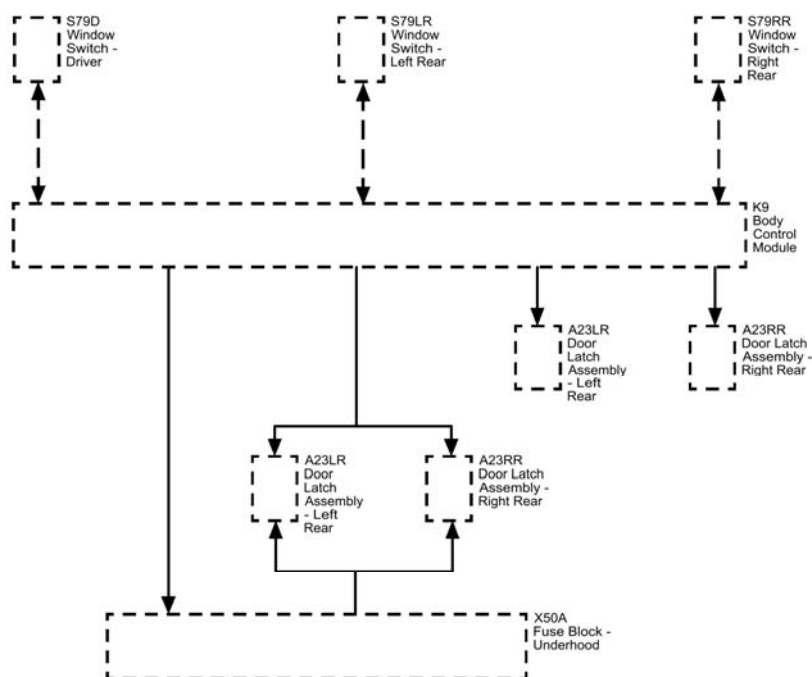 S79D
Window
Switch -
Driver
S79LR
Window
Switch -
Left Rear
S79RR
Window
Switch -
Right
Rear
K9
Body
Control
Module
A23LR
Door
Latch
Assembly
- Left
Rear
A23RR
Door Latch
Assembly -
Right Rear
A23LR
Door
Latch
Assembly
- Left
Rear
A23RR
Door Latch
Assembly -
Right Rear
X50A
Fuse Block -
Underhood